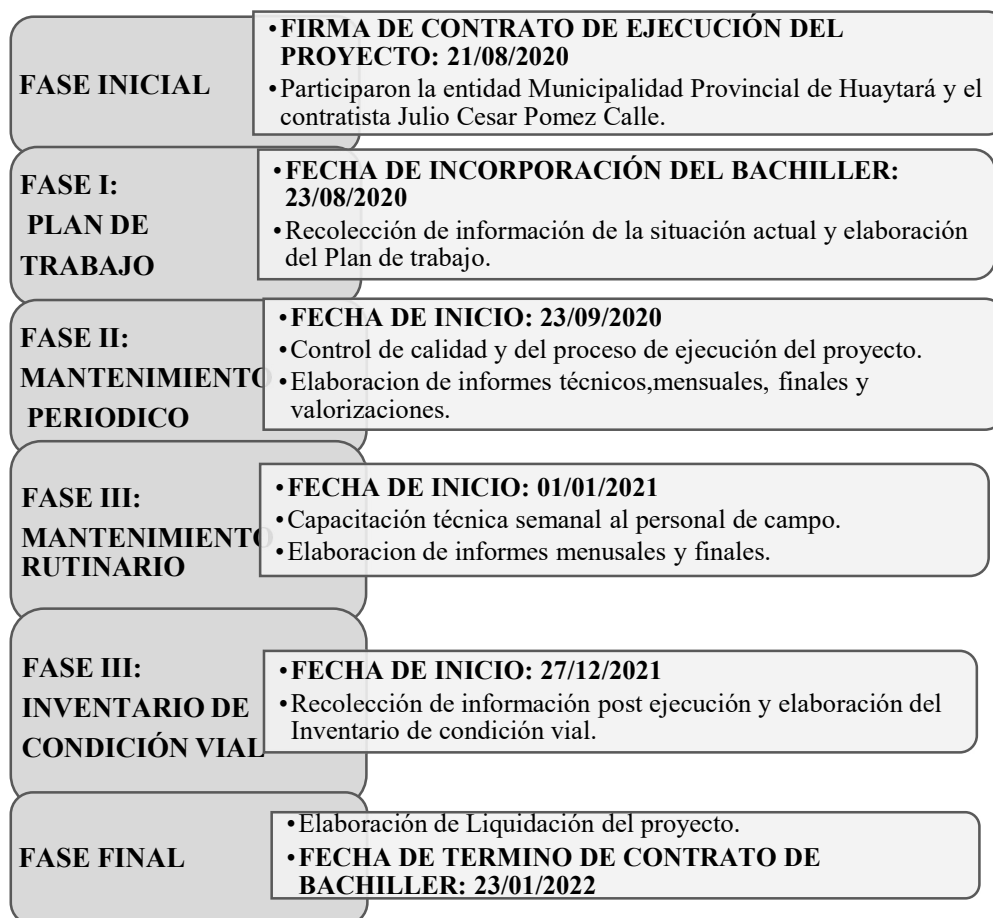 FASE INICIAL
•FIRMA DE CONTRATO DE EJECUCIÓN DEL
PROYECTO: 21/08/2020
•Participaron la entidad Municipalidad Provincial de Huaytará y el
contratista Julio Cesar Pomez Calle.
FASE I:
PLAN DE
TRABAJO
•FECHA DE INCORPORACIÓN DEL BACHILLER:
23/08/2020
•Recolección de información de la situación actual y elaboración
del Plan de trabajo.
FASE II:
MANTENIMIENTO
PERIODICO
•FECHA DE INICIO: 23/09/2020
•Control de calidad y del proceso de ejecución del proyecto.
•Elaboracion de informes técnicos,mensuales, finales y
valorizaciones.
FASE III:
MANTENIMIENTO
RUTINARIO
•FECHA DE INICIO: 01/01/2021
•Capacitación técnica semanal al personal de campo.
•Elaboracion de informes menusales y finales.
FASE III:
INVENTARIO DE
CONDICIÓN VIAL
•FECHA DE INICIO: 27/12/2021
•Recolección de información post ejecución y elaboración del
Inventario de condición vial.
FASE FINAL
•Elaboración de Liquidación del proyecto.
•FECHA DE TERMINO DE CONTRATO DE
BACHILLER: 23/01/2022